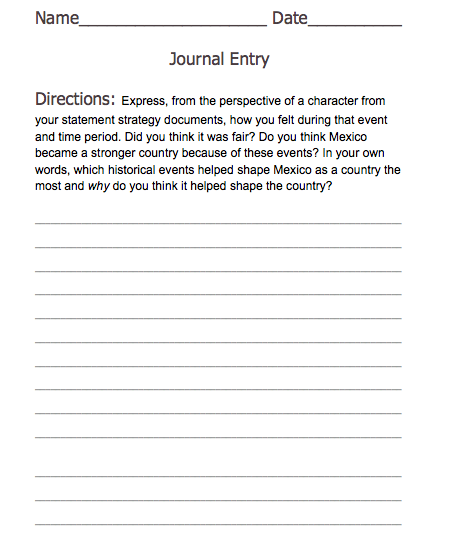 Name____________________ Date__________
Journal Entry
Directions: Express, from the perspective of a character from
your statement strategy documents, how you felt during that event
and time period. Did you think it was fair? Do you think Mexico
became a stronger country because of these events? In your own
words, which historical events helped shape Mexico as a country the
most and why do you think it helped shape the country?